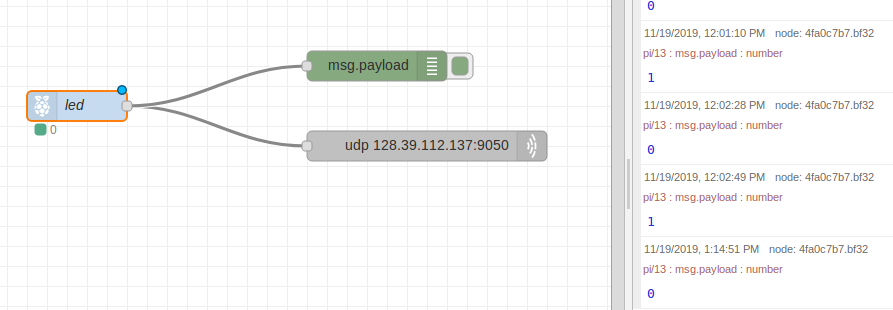 led
0
msg.payload
udp 128.39.112.137:9050
0
11/19/2019, 12:01:10 PM node: 4fa0c7b7.bf32
pi/13 : msg.payload : number
1
11/19/2019, 12:02:28 PM node: 4fa0c7b7.bf32
pi/13 : msg.payload : number
0
11/19/2019, 12:02:49 PM node: 4fa0c7b7.bf32
pi/13 : msg.payload : number
1
11/19/2019, 1:14:51 PM node: 4fa0c7b7.bf32
pi/13 : msg.payload : number
0